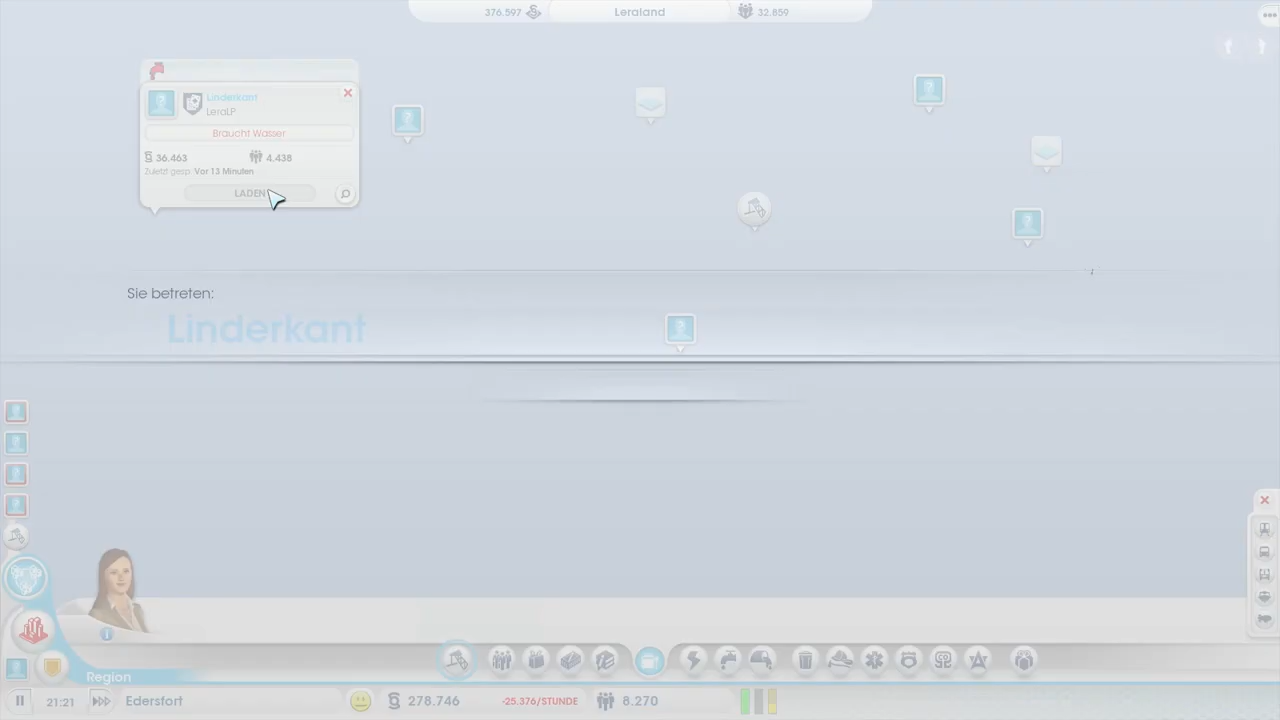 376.597 Leraland 32.859
Linderkant
LeraLP
Braucht Wasser
36.463 4.438
Zuletzt gesp. Vor 13 Minuten
LADEN
Sie betreten:
Linderkant
Region
21:21 Edersfort 278.746 -25.376/STUNDE 8.270